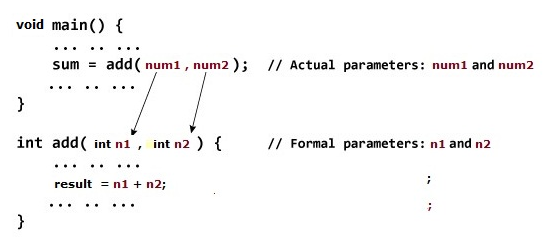 void main() {
... .. ...
sum = add( num1 , num2 ); // Actual parameters: num1 and num2
... .. ...
}
int add( int n1 , int n2 ) { // Formal parameters: n1 and n2
... .. ...
result = n1 + n2; ;
... .. ... ;
}